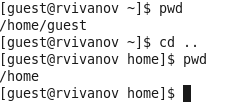 [guest@rvivanov ~]$ pwd
/home/guest
[guest@rvivanov ~]$ cd ..
[guest@rvivanov home]$ pwd
/home
[guest@rvivanov home]$